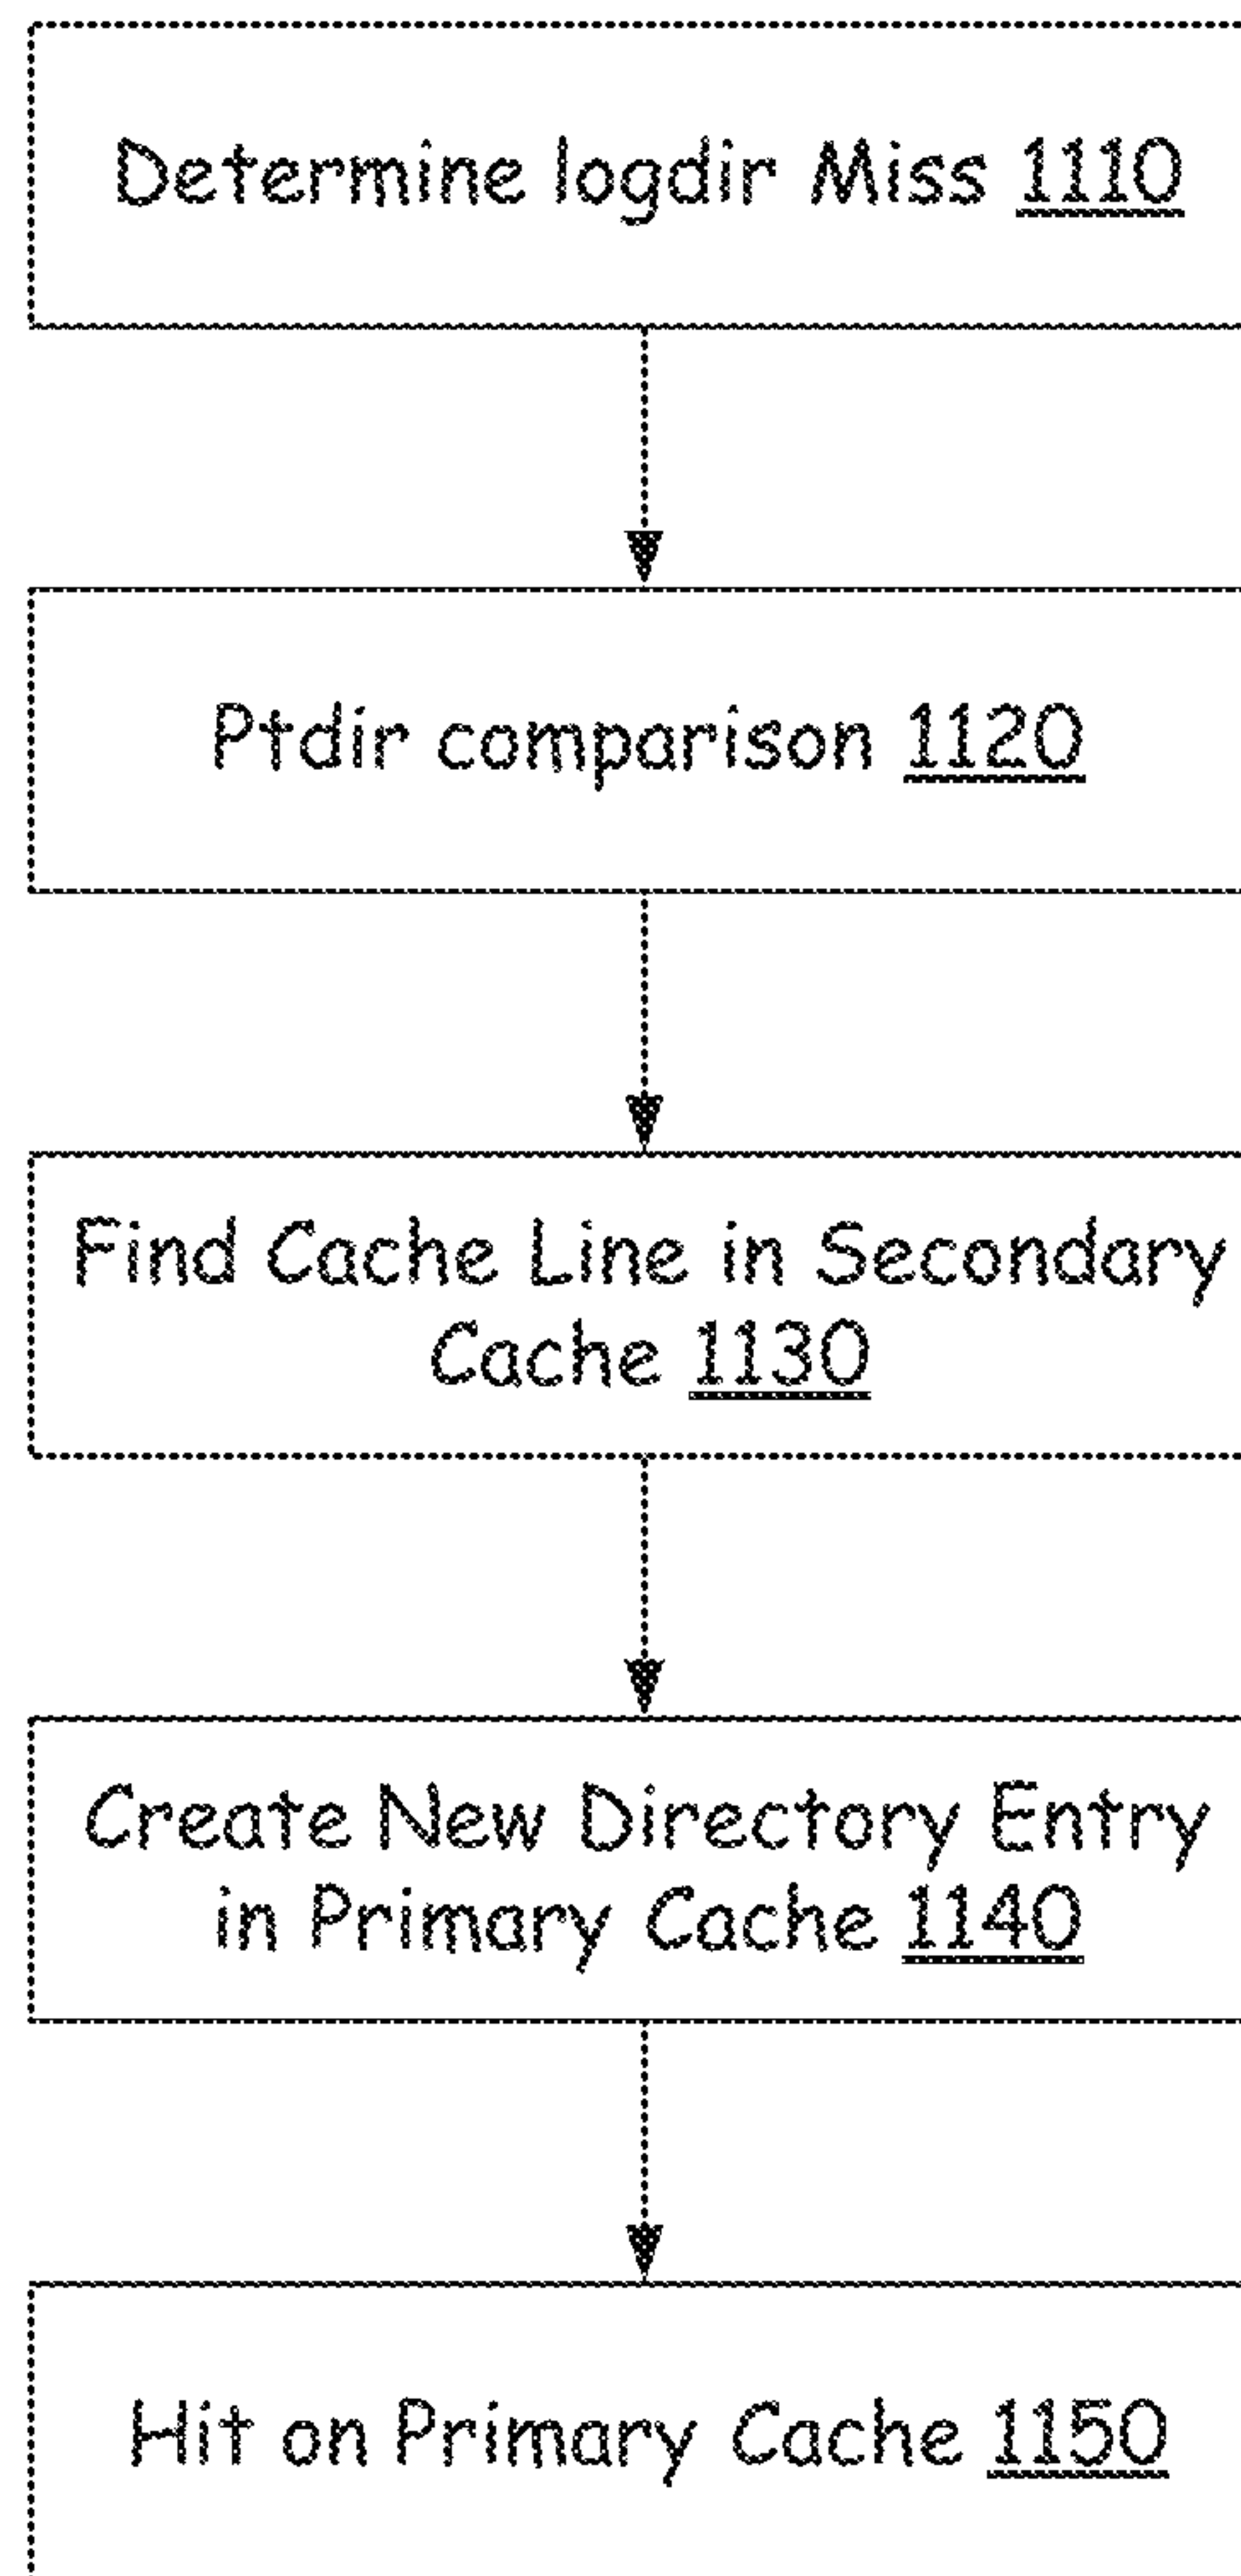 Determine logdir Miss 1110
Ptdir comparison 1120
Find Cache Line in Secondary
Cache 1130
Create New Directory Entry
in Primary Cache 1140
Hit on Primary Cache 1150